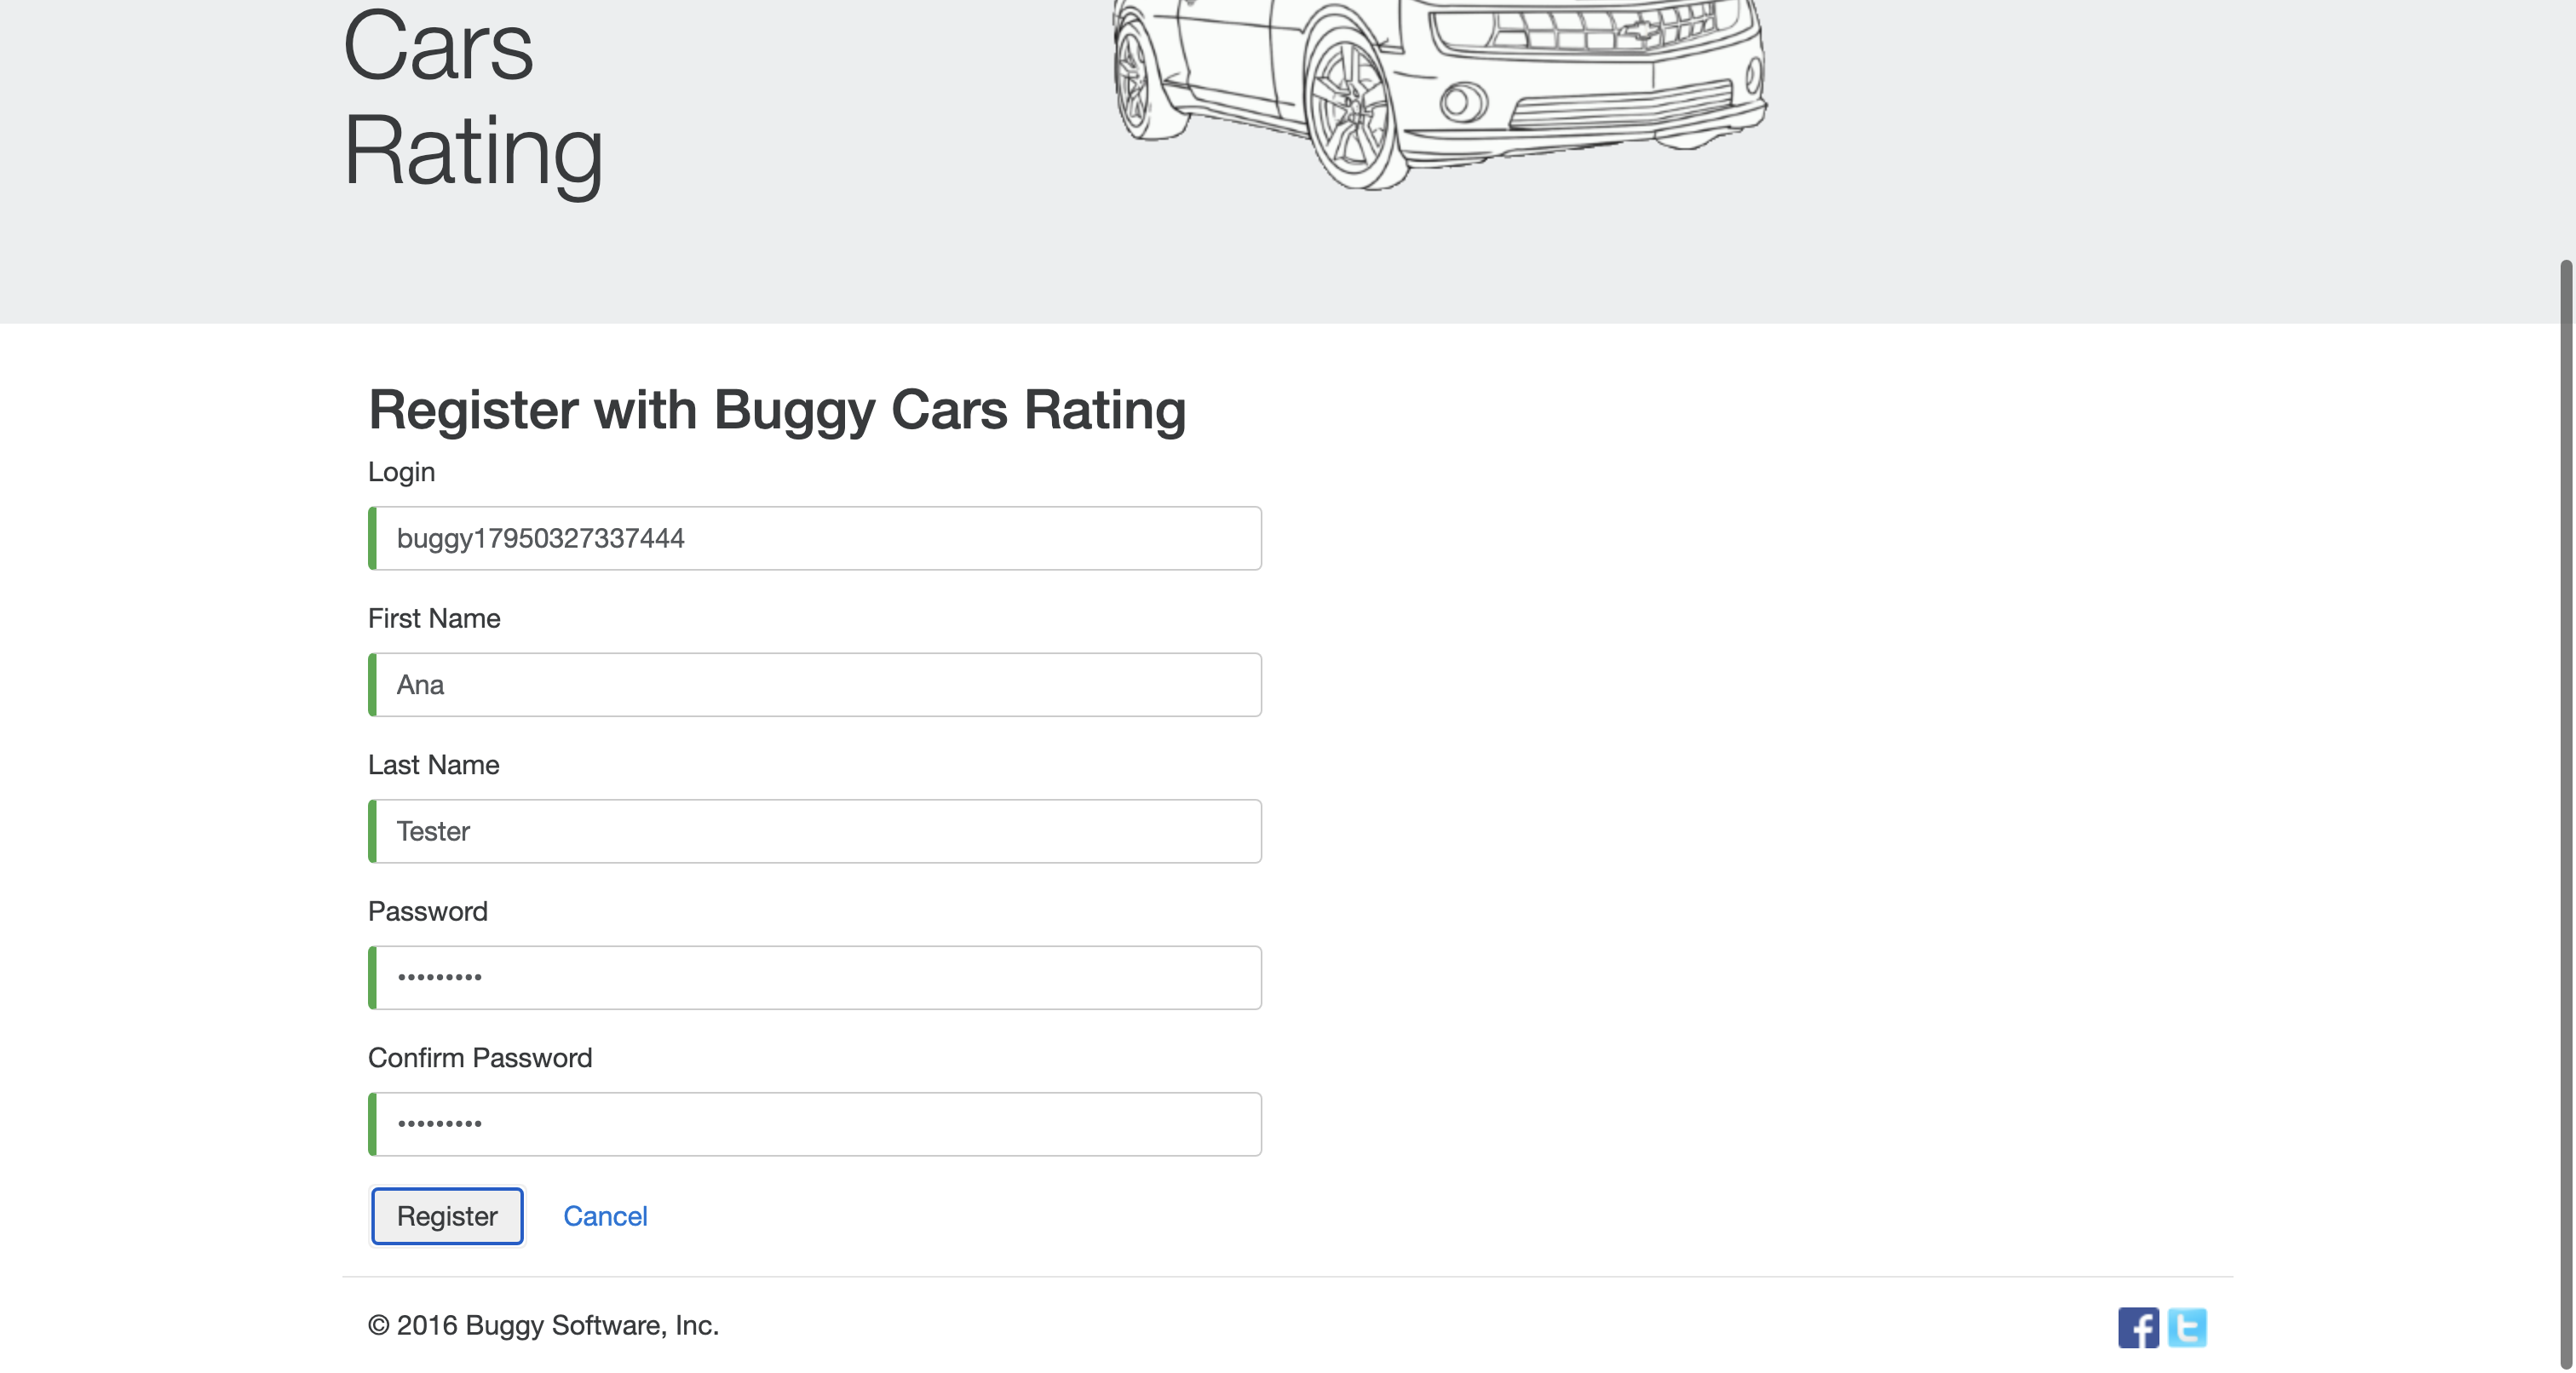 Cars
Rating
Register with Buggy Cars Rating
Login
buggy17950327337444
First Name
Ana
Last Name
Tester
Password
•••••••••
Confirm Password
•••••••••
Register Cancel
© 2016 Buggy Software, Inc.